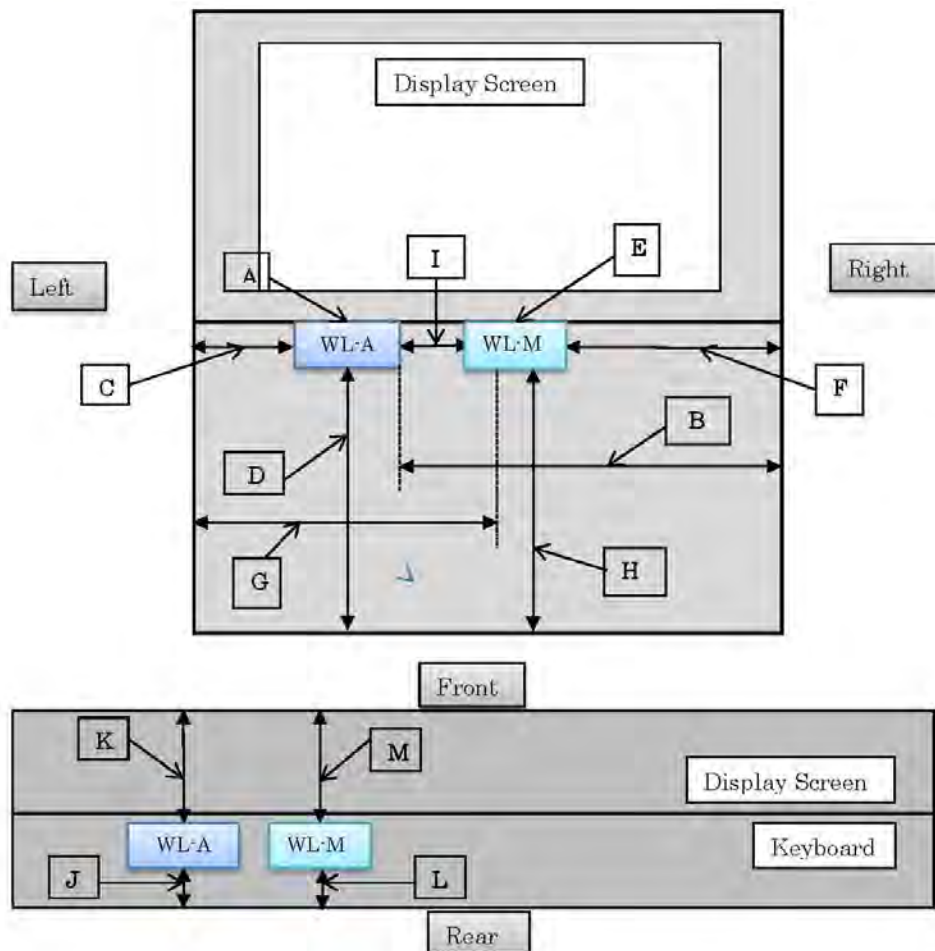 Display Screen
A
I
E
Left
Right
WL-A
WL-M
C
F
B
D
G
H
Front
K
M
Display Screen
WL-A
WL-M
Keyboard
J
L
Rear